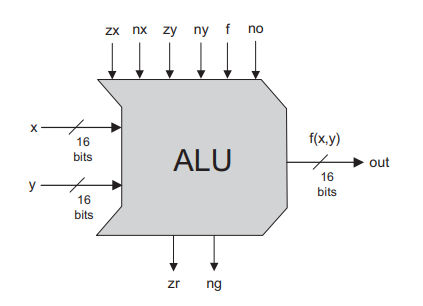 zx nx zy ny f no
x
16
bits
y
16
bits
ALU
f(x,y)
16
bits
out
zr ng